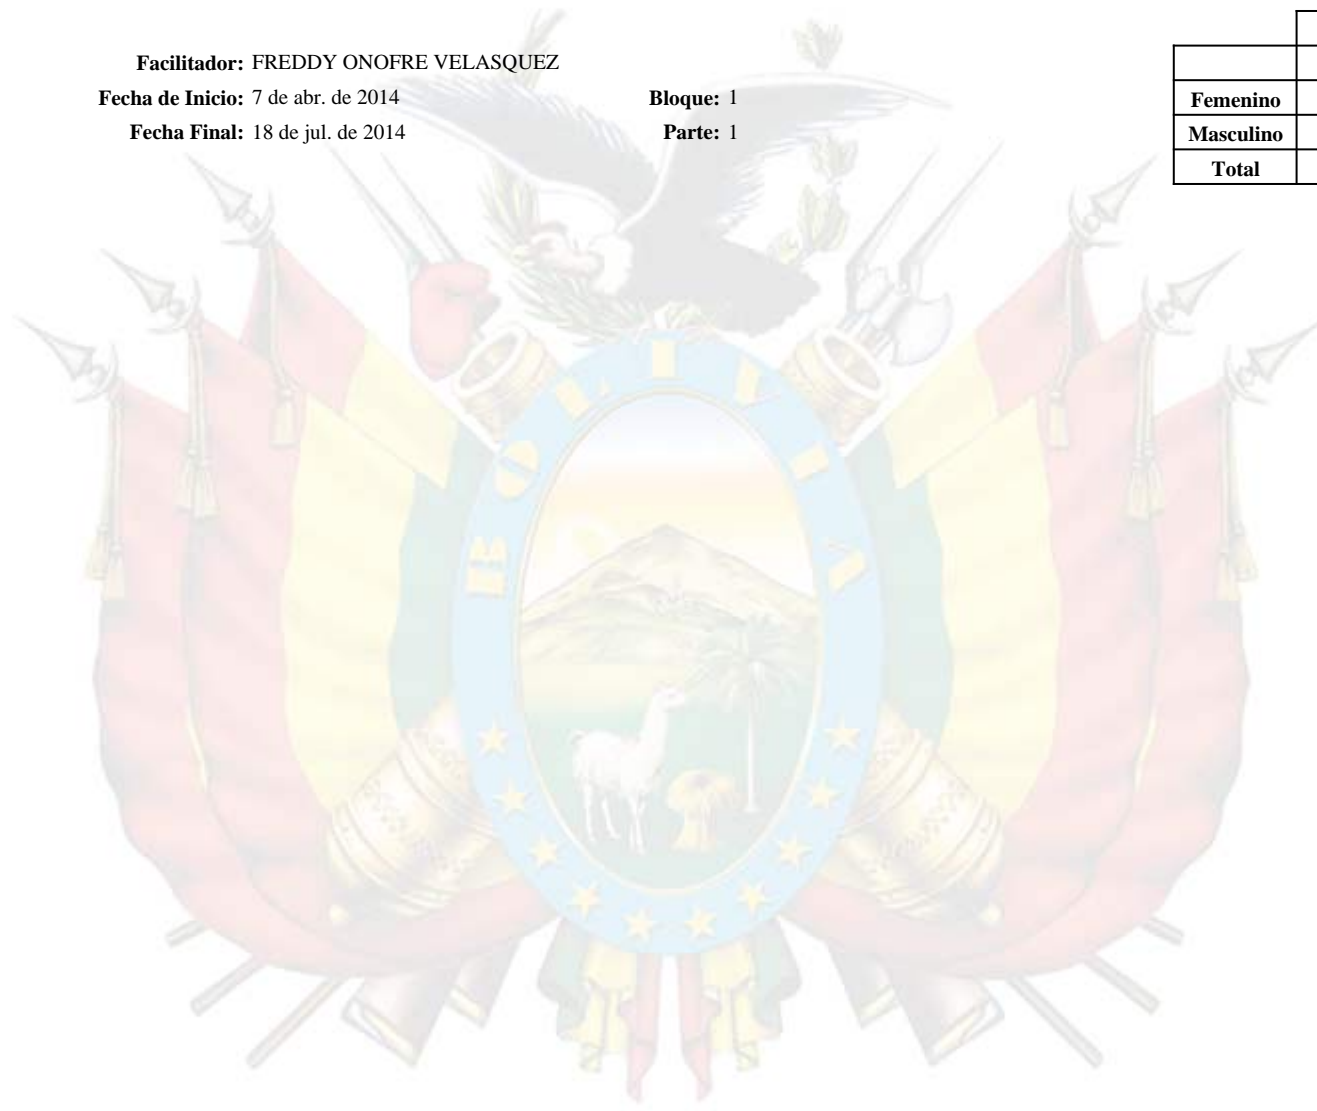 Facilitador: FREDDY ONOFRE VELASQUEZ
Fecha de Inicio: 7 de abr. de 2014 Bloque: 1
Fecha Final: 18 de jul. de 2014 Parte: 1
Femenino
Masculino
Total
BOLIVIA